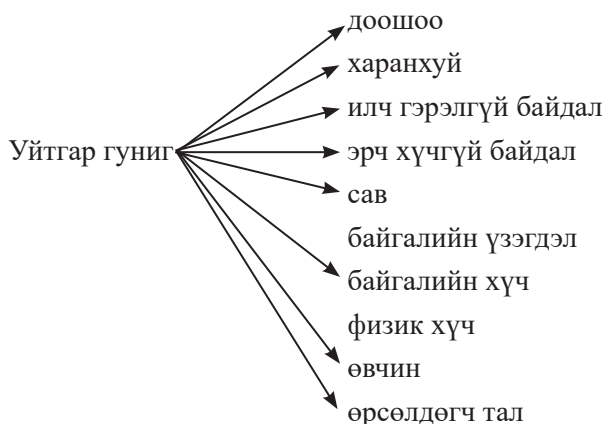 доошоо
харанхуй
илч гэрэлгүй байдал
Уйтгар гуниг
эрч хүчгүй байдал
сав
байгалийн үзэгдэл
байгалийн хүч
физик хүч
өвчин
өрсөлдөгч тал